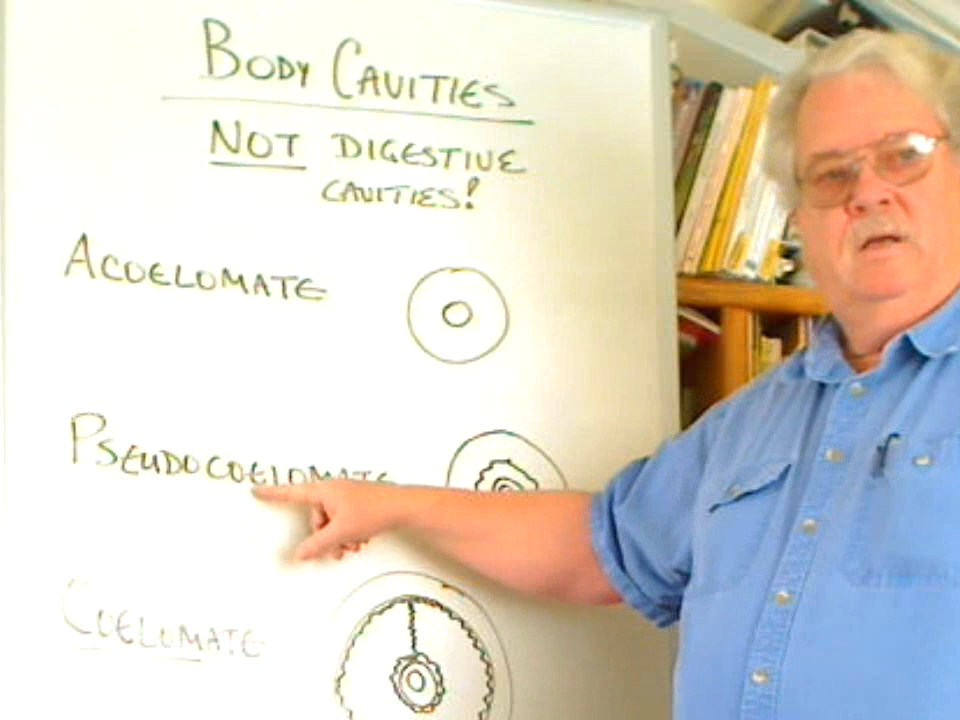 BODY CAVITIES
NOT DIGESTIVE
CAVITIES!
ACOELOMATE
PSEUDOCOELOMATE
COELOMATE